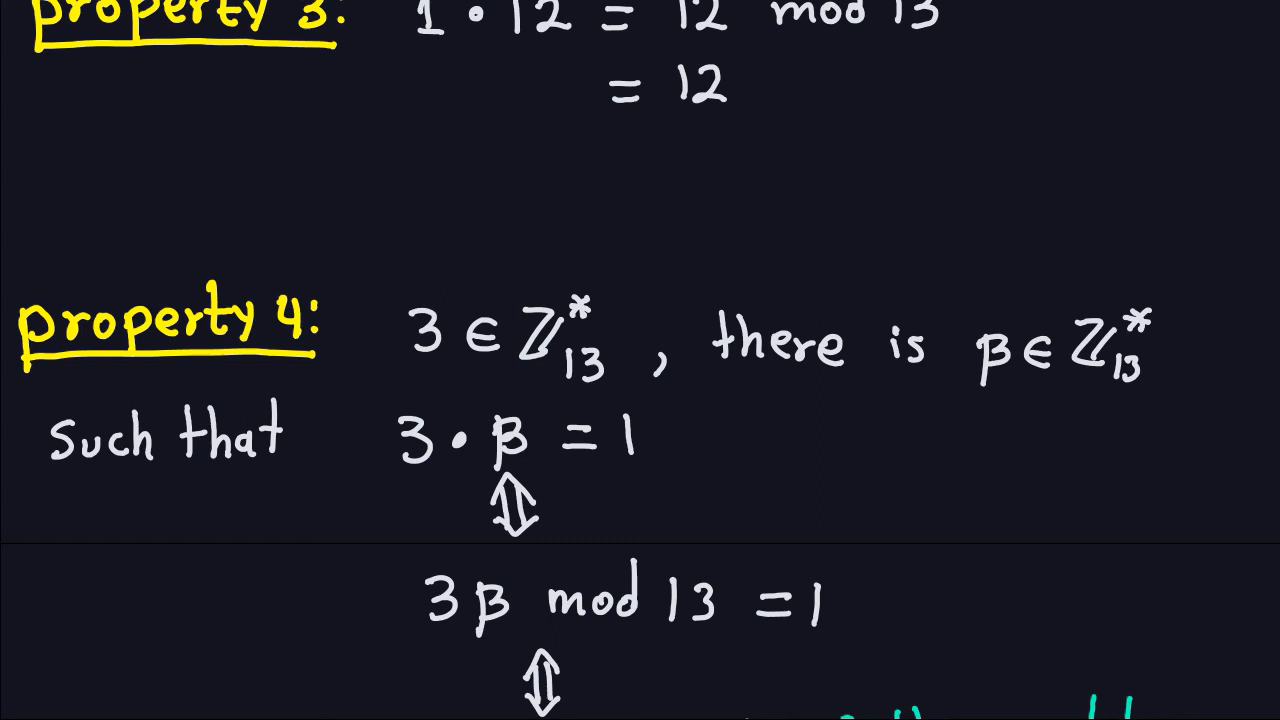 property 3: 1 • 12 = 12 mod 13
= 12
property 4: 3 ∈ ℤ*₁₃ , there is β ∈ ℤ*₁₃
such that 3 • β = 1
⇕
3β mod 13 = 1
⇕